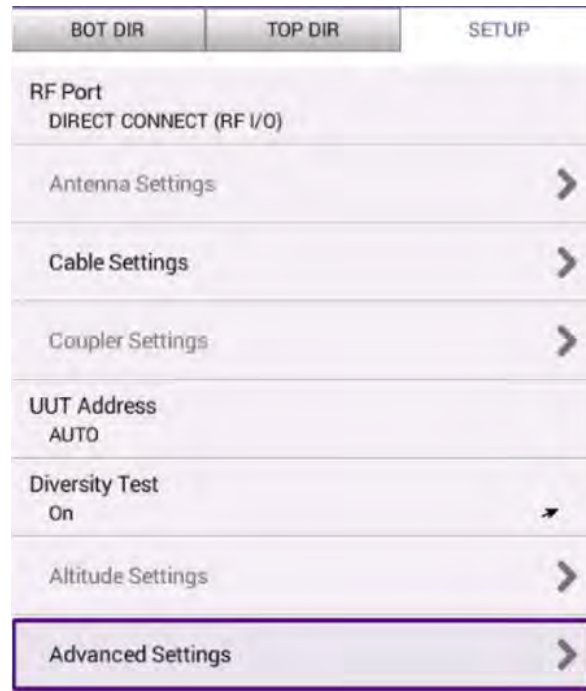 BOT DIR TOP DIR SETUP
RF Port
DIRECT CONNECT (RF I/O)
Antenna Settings
Cable Settings
Coupler Settings
UUT Address
AUTO
Diversity Test
On
Altitude Settings
Advanced Settings